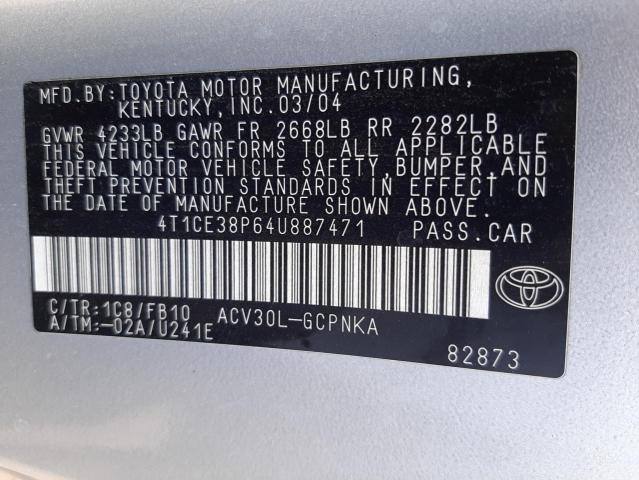 MFD.BY:TOYOTA MOTOR MANUFACTURING,
KENTUCKY,INC.03/04
GVWR 4233LB GAWR FR 2668LB RR 2282LB
THIS VEHICLE CONFORMS TO ALL APPLICABLE
FEDERAL MOTOR VEHICLE SAFETY,BUMPER,AND
THEFT PREVENTION STANDARDS IN EFFECT ON
THE DATE OF MANUFACTURE SHOWN ABOVE.
4T1CE38P64U887471 PASS.CAR
C/TR:1C8/FB10 ACV30L-GCPNKA
A/TM:-02A/U241E
82873